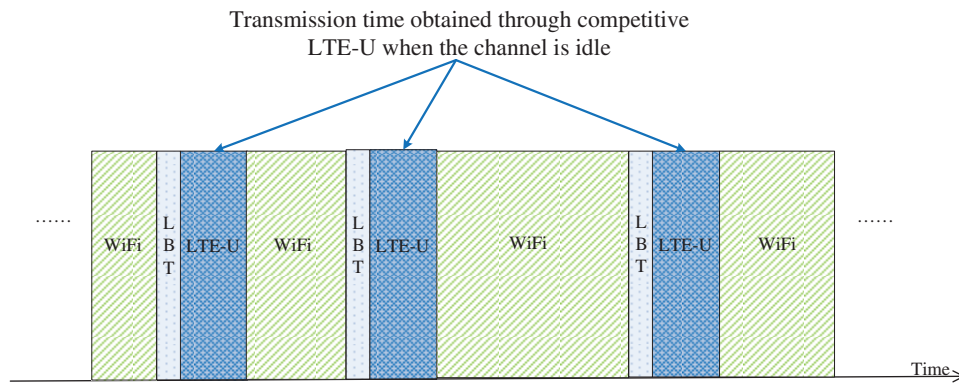 Transmission time obtained through competitive
LTE-U when the channel is idle
......
WiFi
L
B
T
LTE-U
WiFi
L
B
T
LTE-U
WiFi
L
B
T
LTE-U
WiFi
......
Time